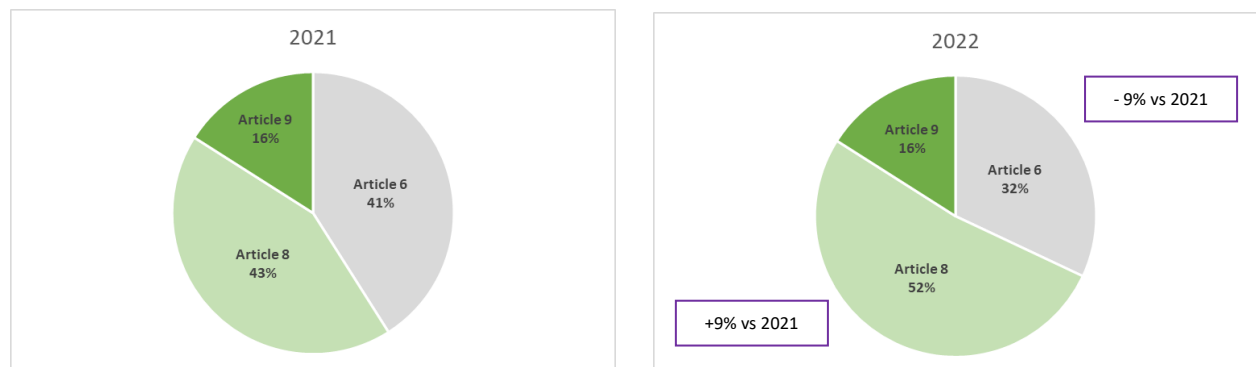 2021
Article 9
16%
Article 6
41%
Article 8
43%
2022
- 9% vs 2021
Article 9
16%
Article 6
32%
Article 8
52%
+9% vs 2021